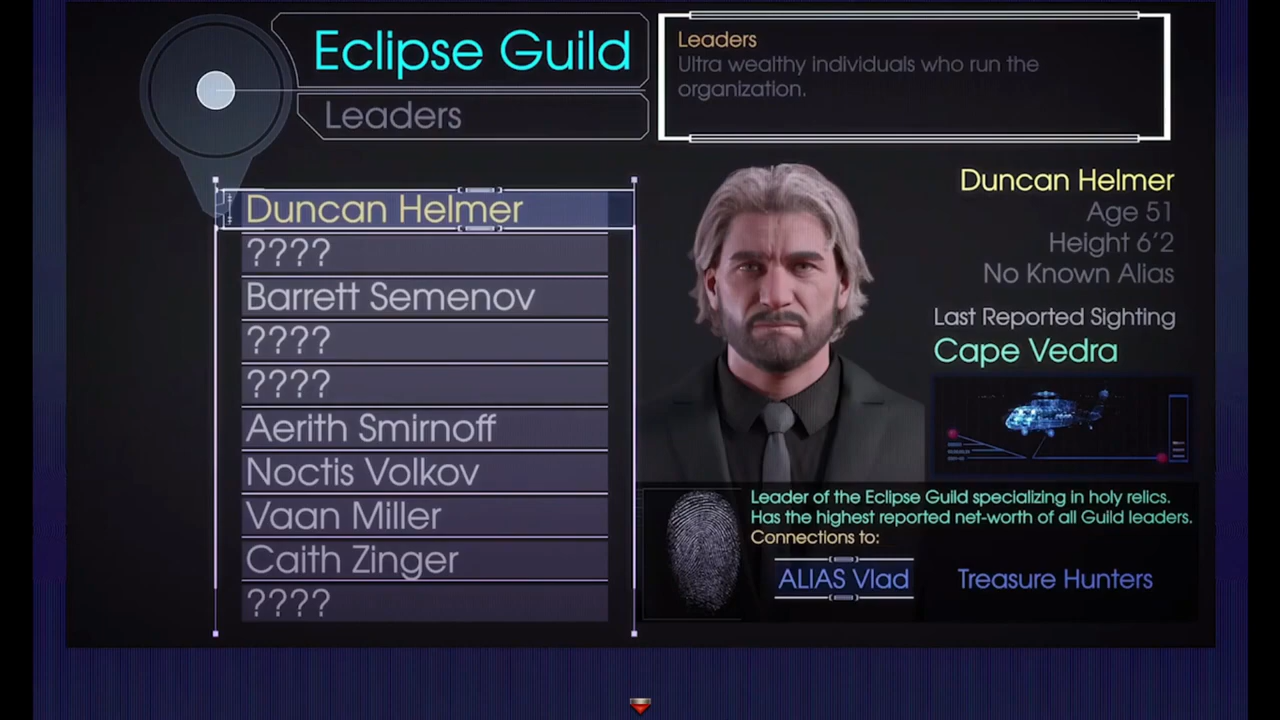 Eclipse Guild
Leaders
Leaders
Ultra wealthy individuals who run the
organization.
Duncan Helmer
????
Barrett Semenov
????
????
Aerith Smirnoff
Noctis Volkov
Vaan Miller
Caith Zinger
????
Duncan Helmer
Age 51
Height 6'2
No Known Alias
Last Reported Sighting
Cape Vedra
Leader of the Eclipse Guild specializing in holy relics.
Has the highest reported net-worth of all Guild leaders.
Connections to:
ALIAS Vlad
Treasure Hunters